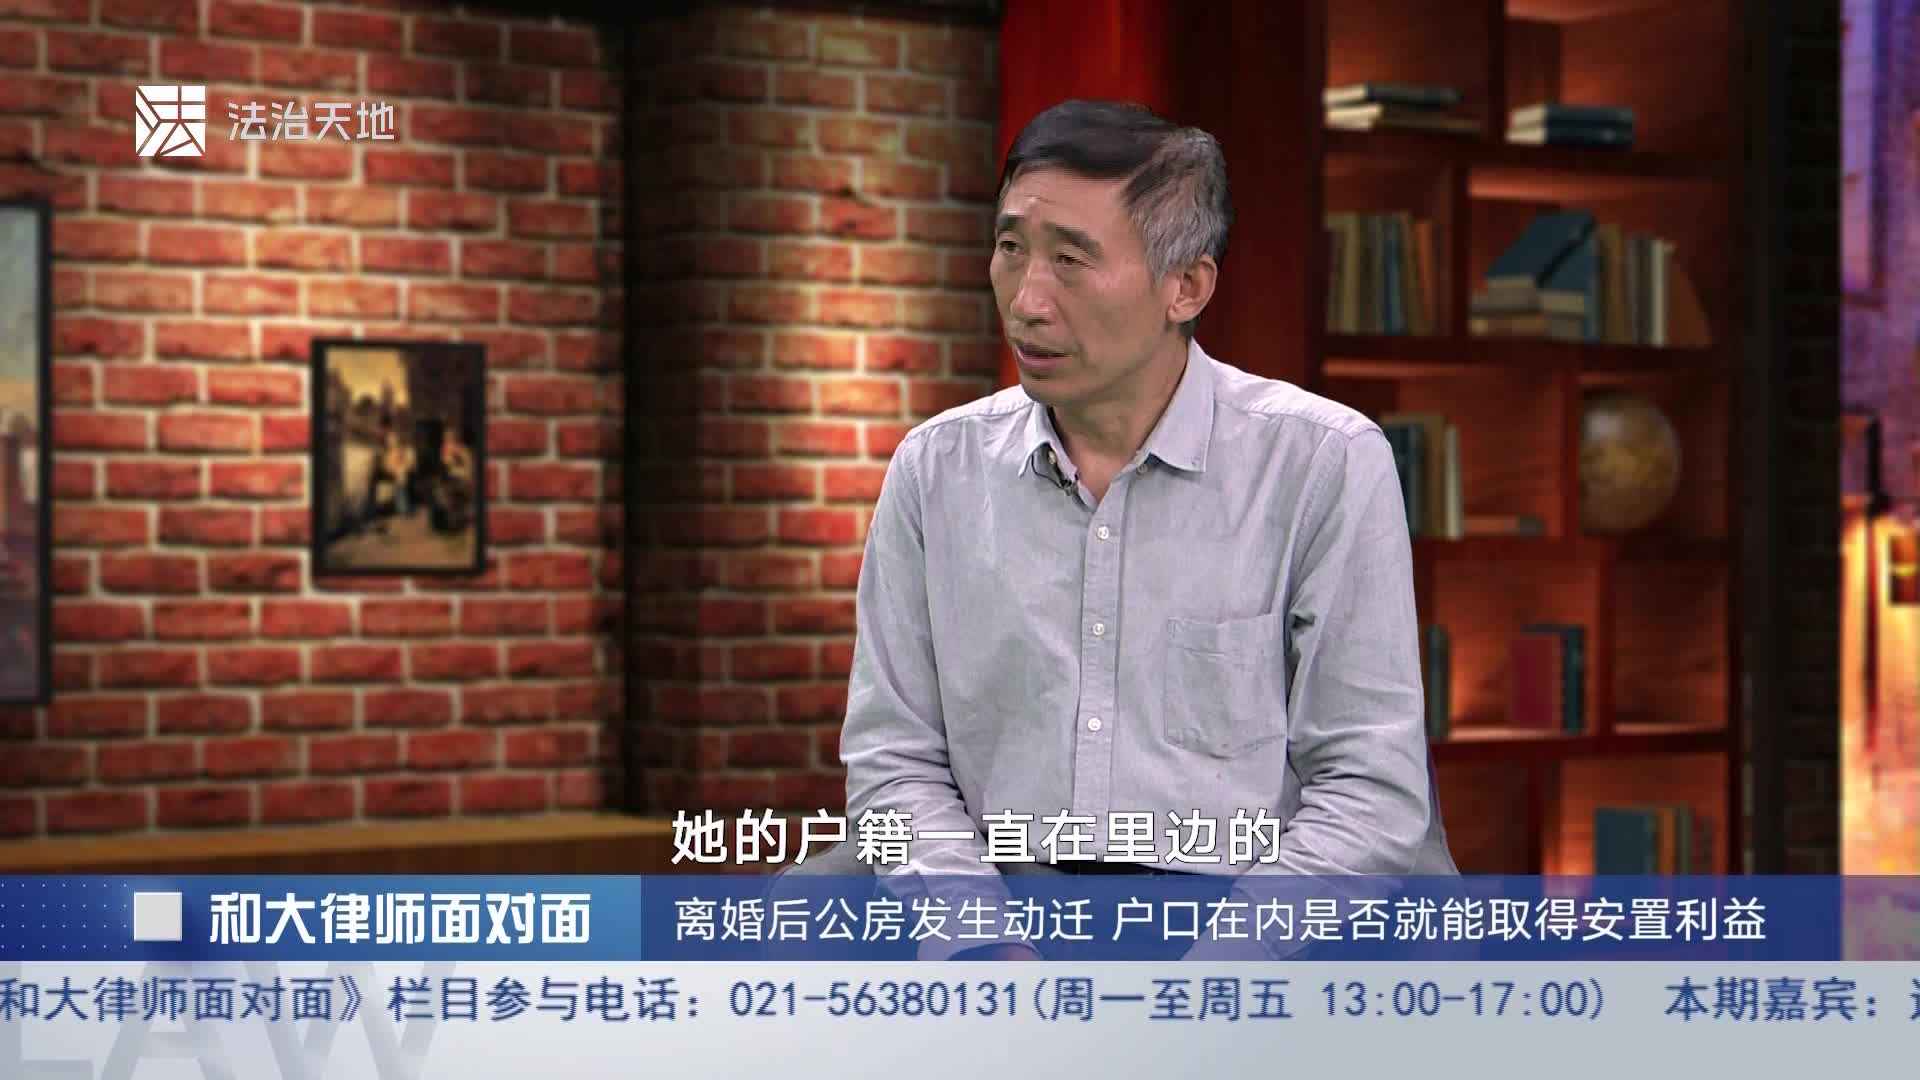 法 法治天地
她的户籍一直在里边的
和大律师面对面
离婚后公房发生动迁 户口在内是否就能取得安置利益
和大律师面对面》栏目参与电话：021-56380131(周一至周五 13:00-17:00) 本期嘉宾：
LAW